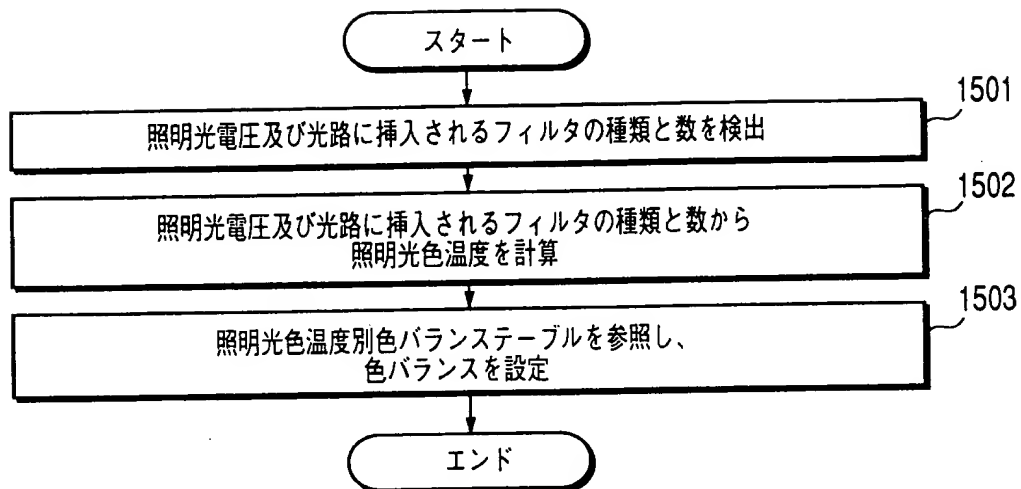 スタート
1501
照明光電圧及び光路に挿入されるフィルタの種類と数を検出
1502
照明光電圧及び光路に挿入されるフィルタの種類と数から
照明光色温度を計算
1503
照明光色温度別色バランステーブルを参照し、
色バランスを設定
エンド